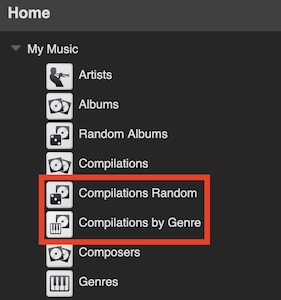 Home
My Music
Artists
Albums
Random Albums
Compilations
Compilations Random
Compilations by Genre
Composers
Genres